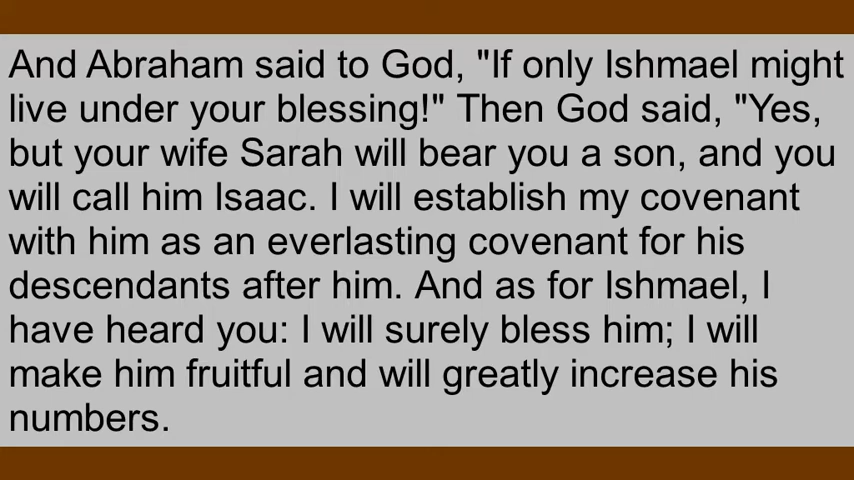 And Abraham said to God, "If only Ishmael might
live under your blessing!" Then God said, "Yes,
but your wife Sarah will bear you a son, and you
will call him Isaac. I will establish my covenant
with him as an everlasting covenant for his
descendants after him. And as for Ishmael, I
have heard you: I will surely bless him; I will
make him fruitful and will greatly increase his
numbers.